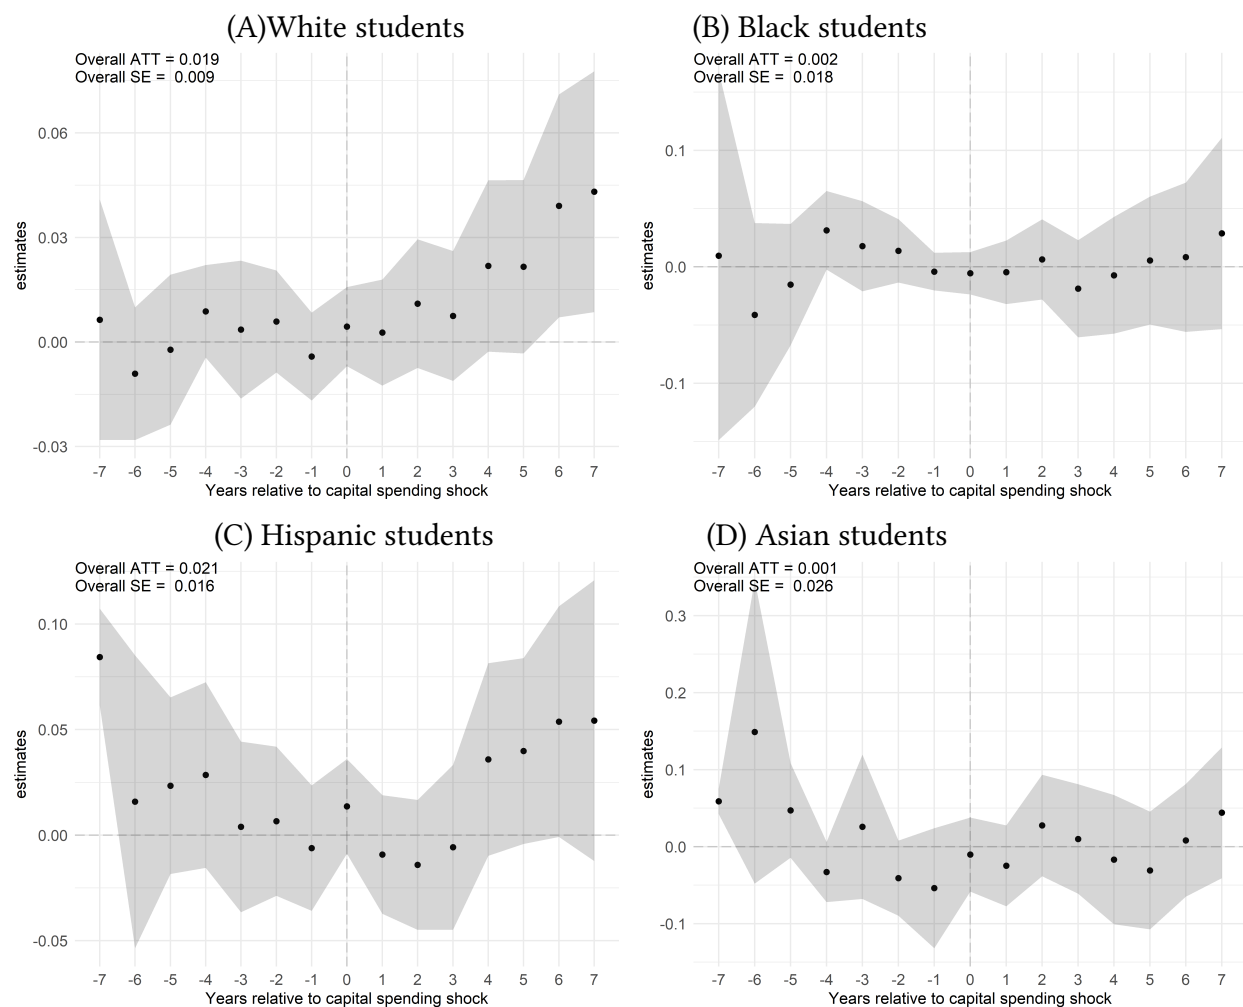 (A)White students
Overall ATT = 0.019
Overall SE = 0.009
0.06
0.03
0.00
-0.03
estimates
-7 -6 -5 -4 -3 -2 -1 0 1 2 3 4 5 6 7
Years relative to capital spending shock
(B) Black students
Overall ATT = 0.002
Overall SE = 0.018
0.1
0.0
-0.1
estimates
-7 -6 -5 -4 -3 -2 -1 0 1 2 3 4 5 6 7
Years relative to capital spending shock
(C) Hispanic students
Overall ATT = 0.021
Overall SE = 0.016
0.10
0.05
0.00
-0.05
estimates
-7 -6 -5 -4 -3 -2 -1 0 1 2 3 4 5 6 7
Years relative to capital spending shock
(D) Asian students
Overall ATT = 0.001
Overall SE = 0.026
0.3
0.2
0.1
0.0
-0.1
estimates
-7 -6 -5 -4 -3 -2 -1 0 1 2 3 4 5 6 7
Years relative to capital spending shock